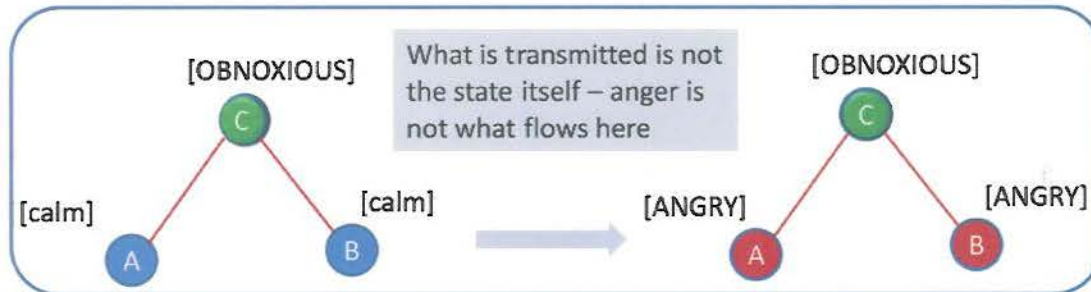 [OBNOXIOUS]
C
[calm]
A
[calm]
B
What is transmitted is not
the state itself – anger is
not what flows here
[OBNOXIOUS]
C
[ANGRY]
A
[ANGRY]
B